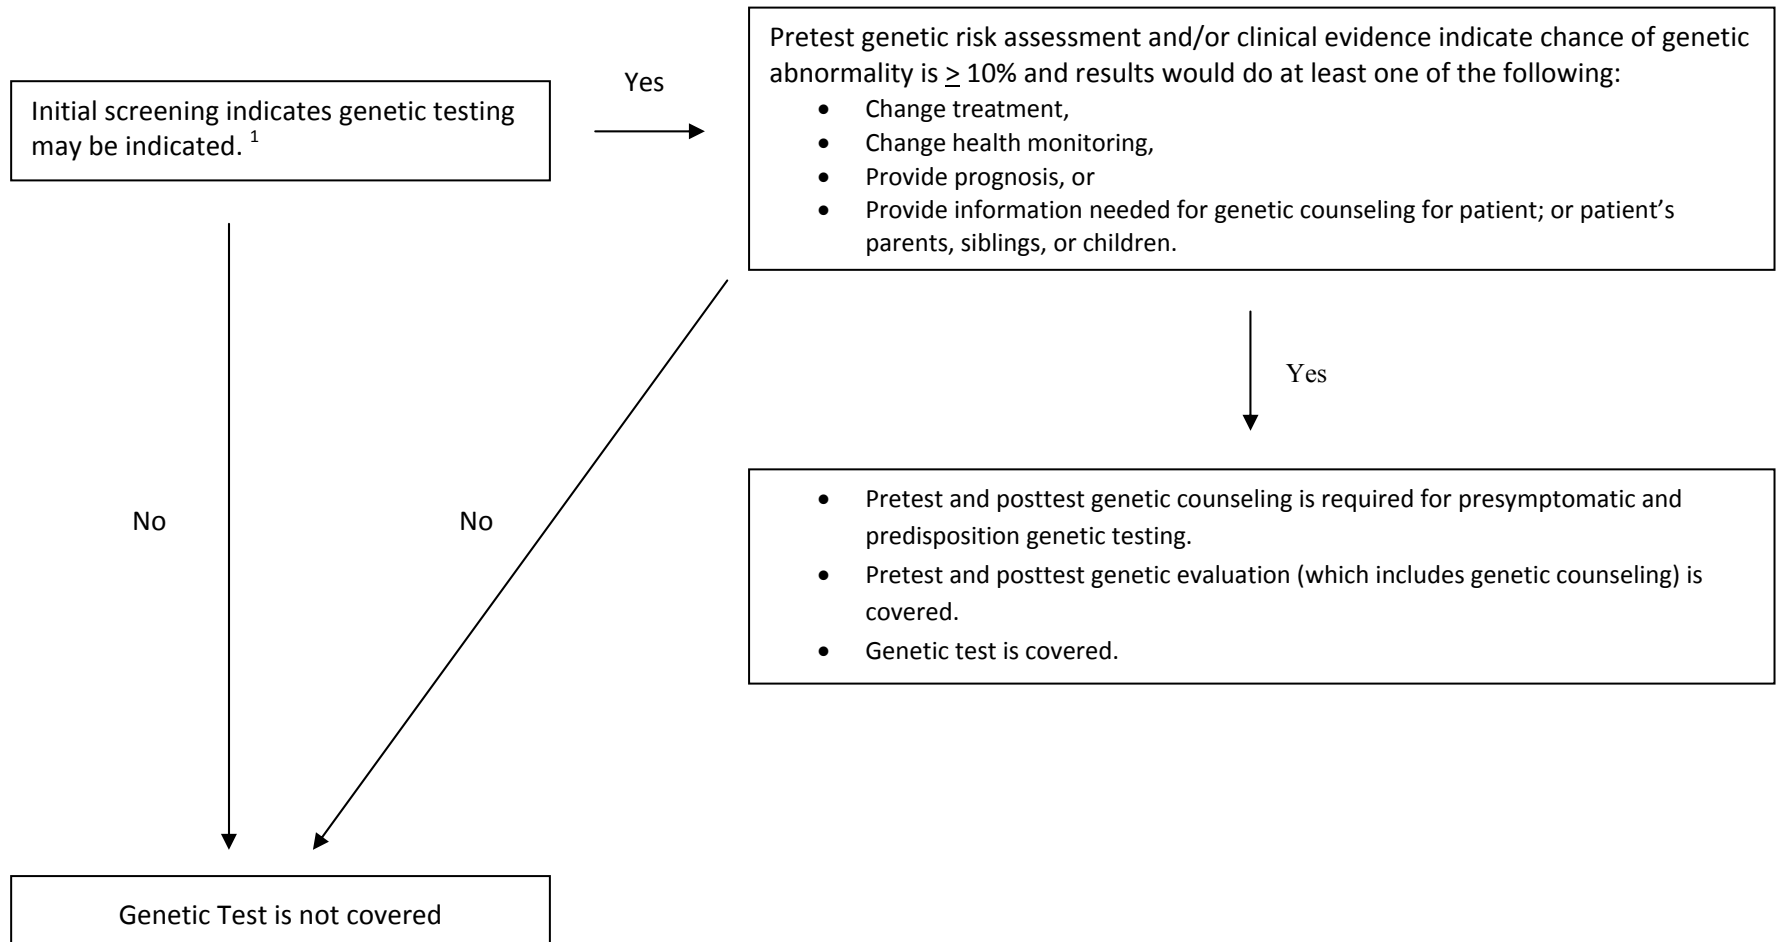 Initial screening indicates genetic testing
may be indicated. 1
Yes
Pretest genetic risk assessment and/or clinical evidence indicate chance of genetic
abnormality is ≥ 10% and results would do at least one of the following:
• Change treatment,
• Change health monitoring,
• Provide prognosis, or
• Provide information needed for genetic counseling for patient; or patient’s
parents, siblings, or children.
Yes
No
No
• Pretest and posttest genetic counseling is required for presymptomatic and
predisposition genetic testing.
• Pretest and posttest genetic evaluation (which includes genetic counseling) is
covered.
• Genetic test is covered.
Genetic Test is not covered